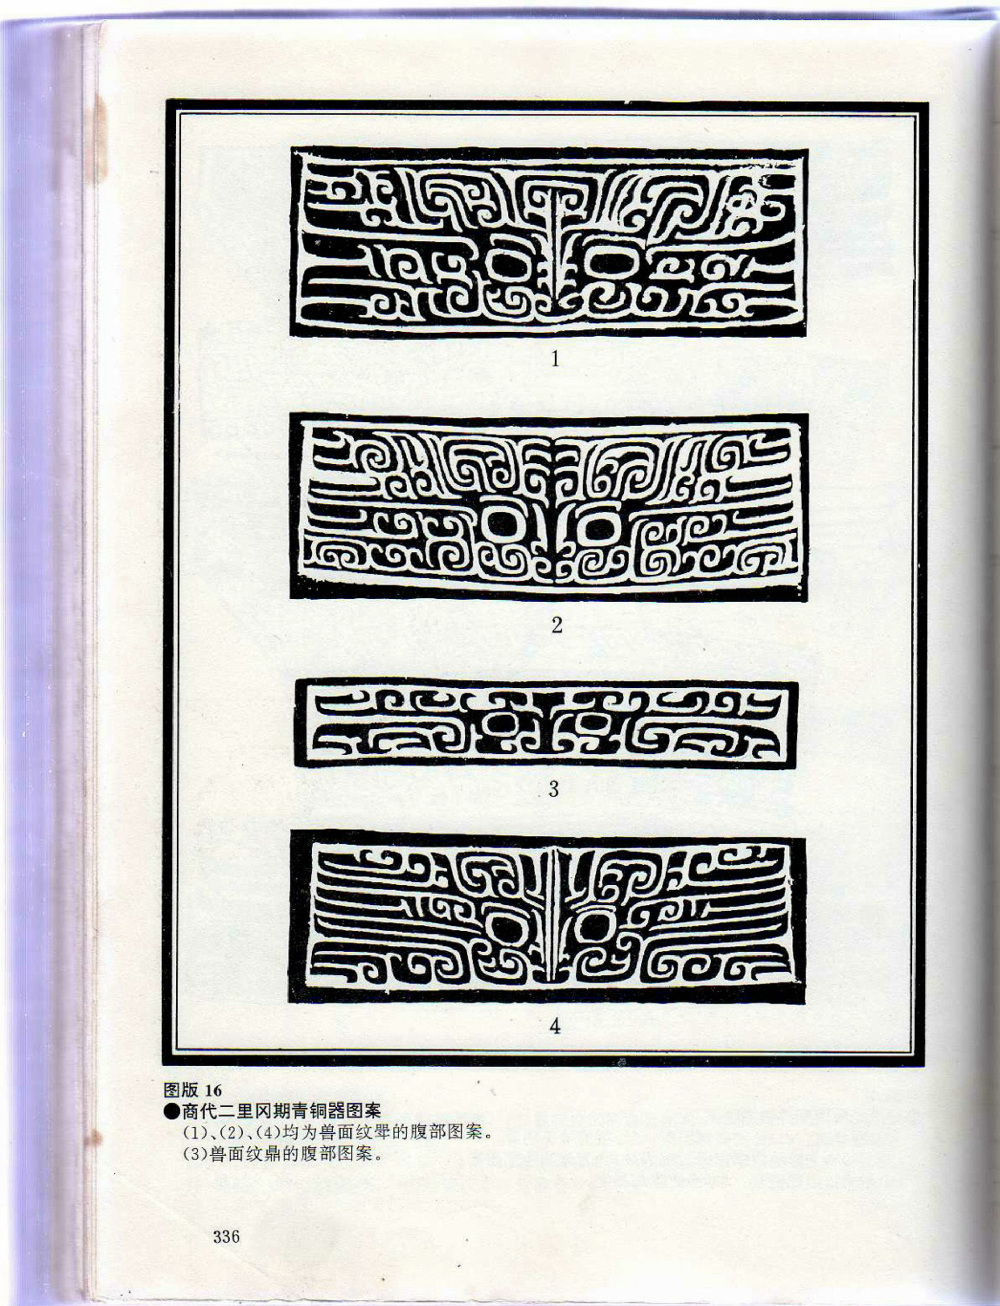 1
2
3
4
图版 16
●商代二里冈期青铜器图案
(1)、(2)、(4)均为兽面纹斝的腹部图案。
(3)兽面纹鼎的腹部图案。
336